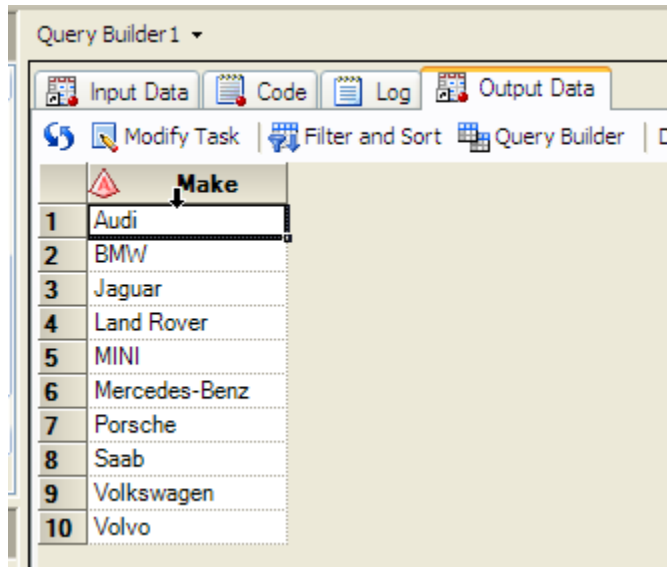 Query Builder1
Input Data Code Log Output Data
Modify Task Filter and Sort Query Builder
Make
1 Audi
2 BMW
3 Jaguar
4 Land Rover
5 MINI
6 Mercedes-Benz
7 Porsche
8 Saab
9 Volkswagen
10 Volvo